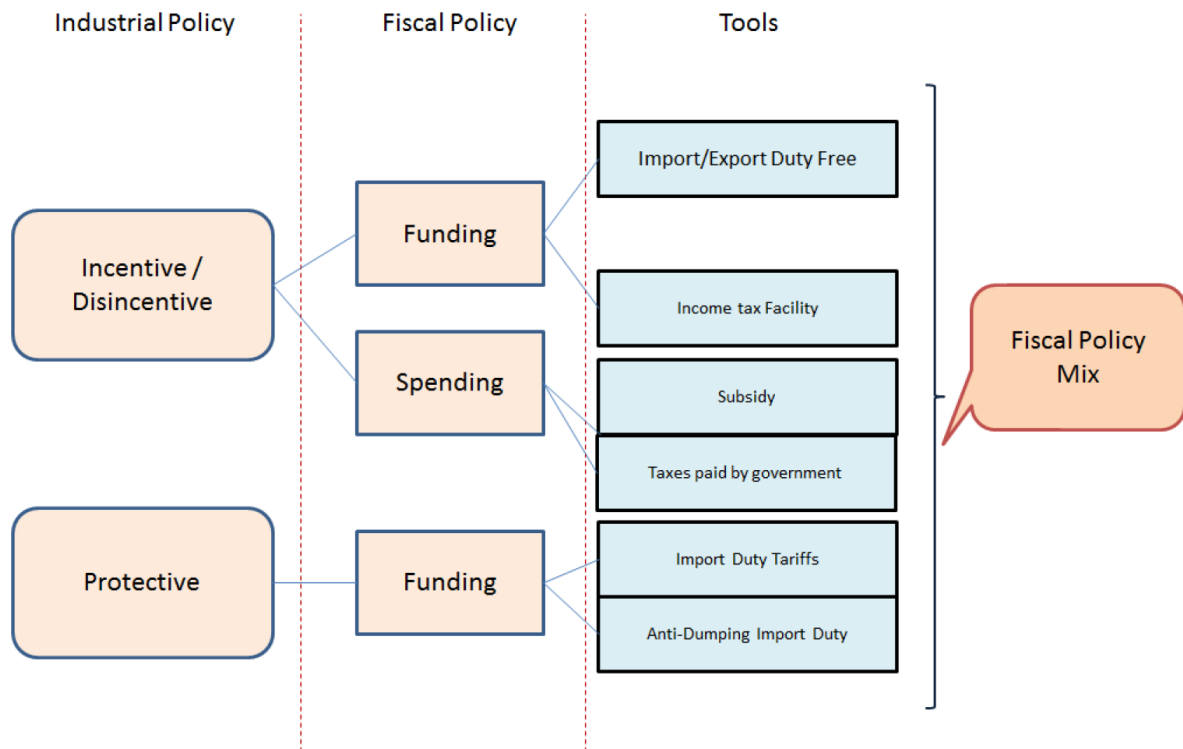 Industrial Policy
Fiscal Policy
Tools
Import/Export Duty Free
Funding
Incentive /
Disincentive
Income tax Facility
Fiscal Policy
Mix
Spending
Subsidy
Taxes paid by government
Protective
Funding
Import Duty Tariffs
Anti-Dumping Import Duty